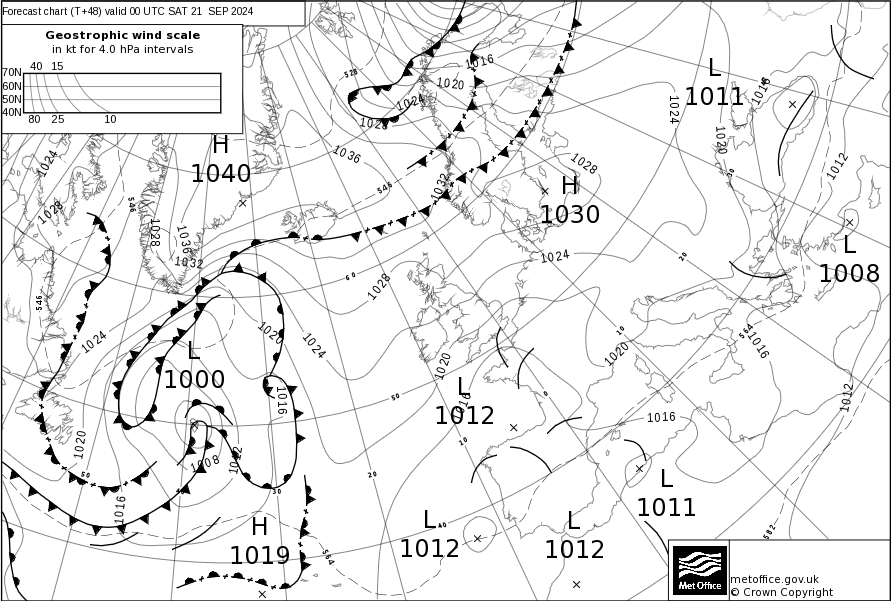 Forecast chart (T+48) valid 00 UTC SAT 21 SEP 2024
Geostrophic wind scale
in kt for 4.0 hPa intervals
40 15
70N
60N
50N
40N
80 25 10
528
1016
1020
1024
1028
L
1011
1016
1024
1020
30
1012
H
1040
1024
1036
546
1032
1028
H
1030
1028
546
1028
1036
1032
1024
L
1008
20
60
1028
546
1024
1020
1024
10
1020
564
1016
L
1000
1020
1016
50
0
L
1012
1016
1016
1012
1020
10
1008
1012
50
20
30
40
1016
L
1011
H
1019
564
L
1012
40
L
1012
582
Met Office
metoffice.gov.uk
© Crown Copyright